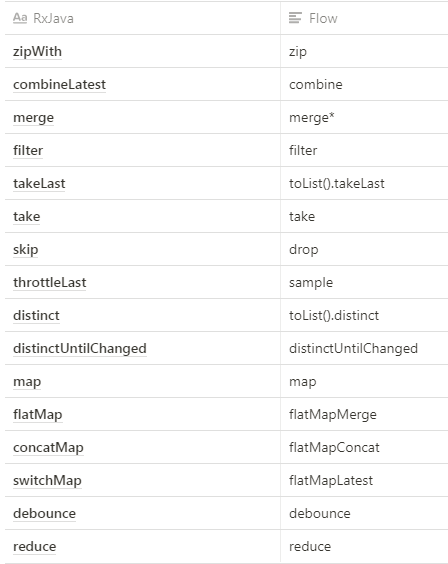 Aa RxJava Flow
zipWith zip
combineLatest combine
merge merge*
filter filter
takeLast toList().takeLast
take take
skip drop
throttleLast sample
distinct toList().distinct
distinctUntilChanged distinctUntilChanged
map map
flatMap flatMapMerge
concatMap flatMapConcat
switchMap flatMapLatest
debounce debounce
reduce reduce